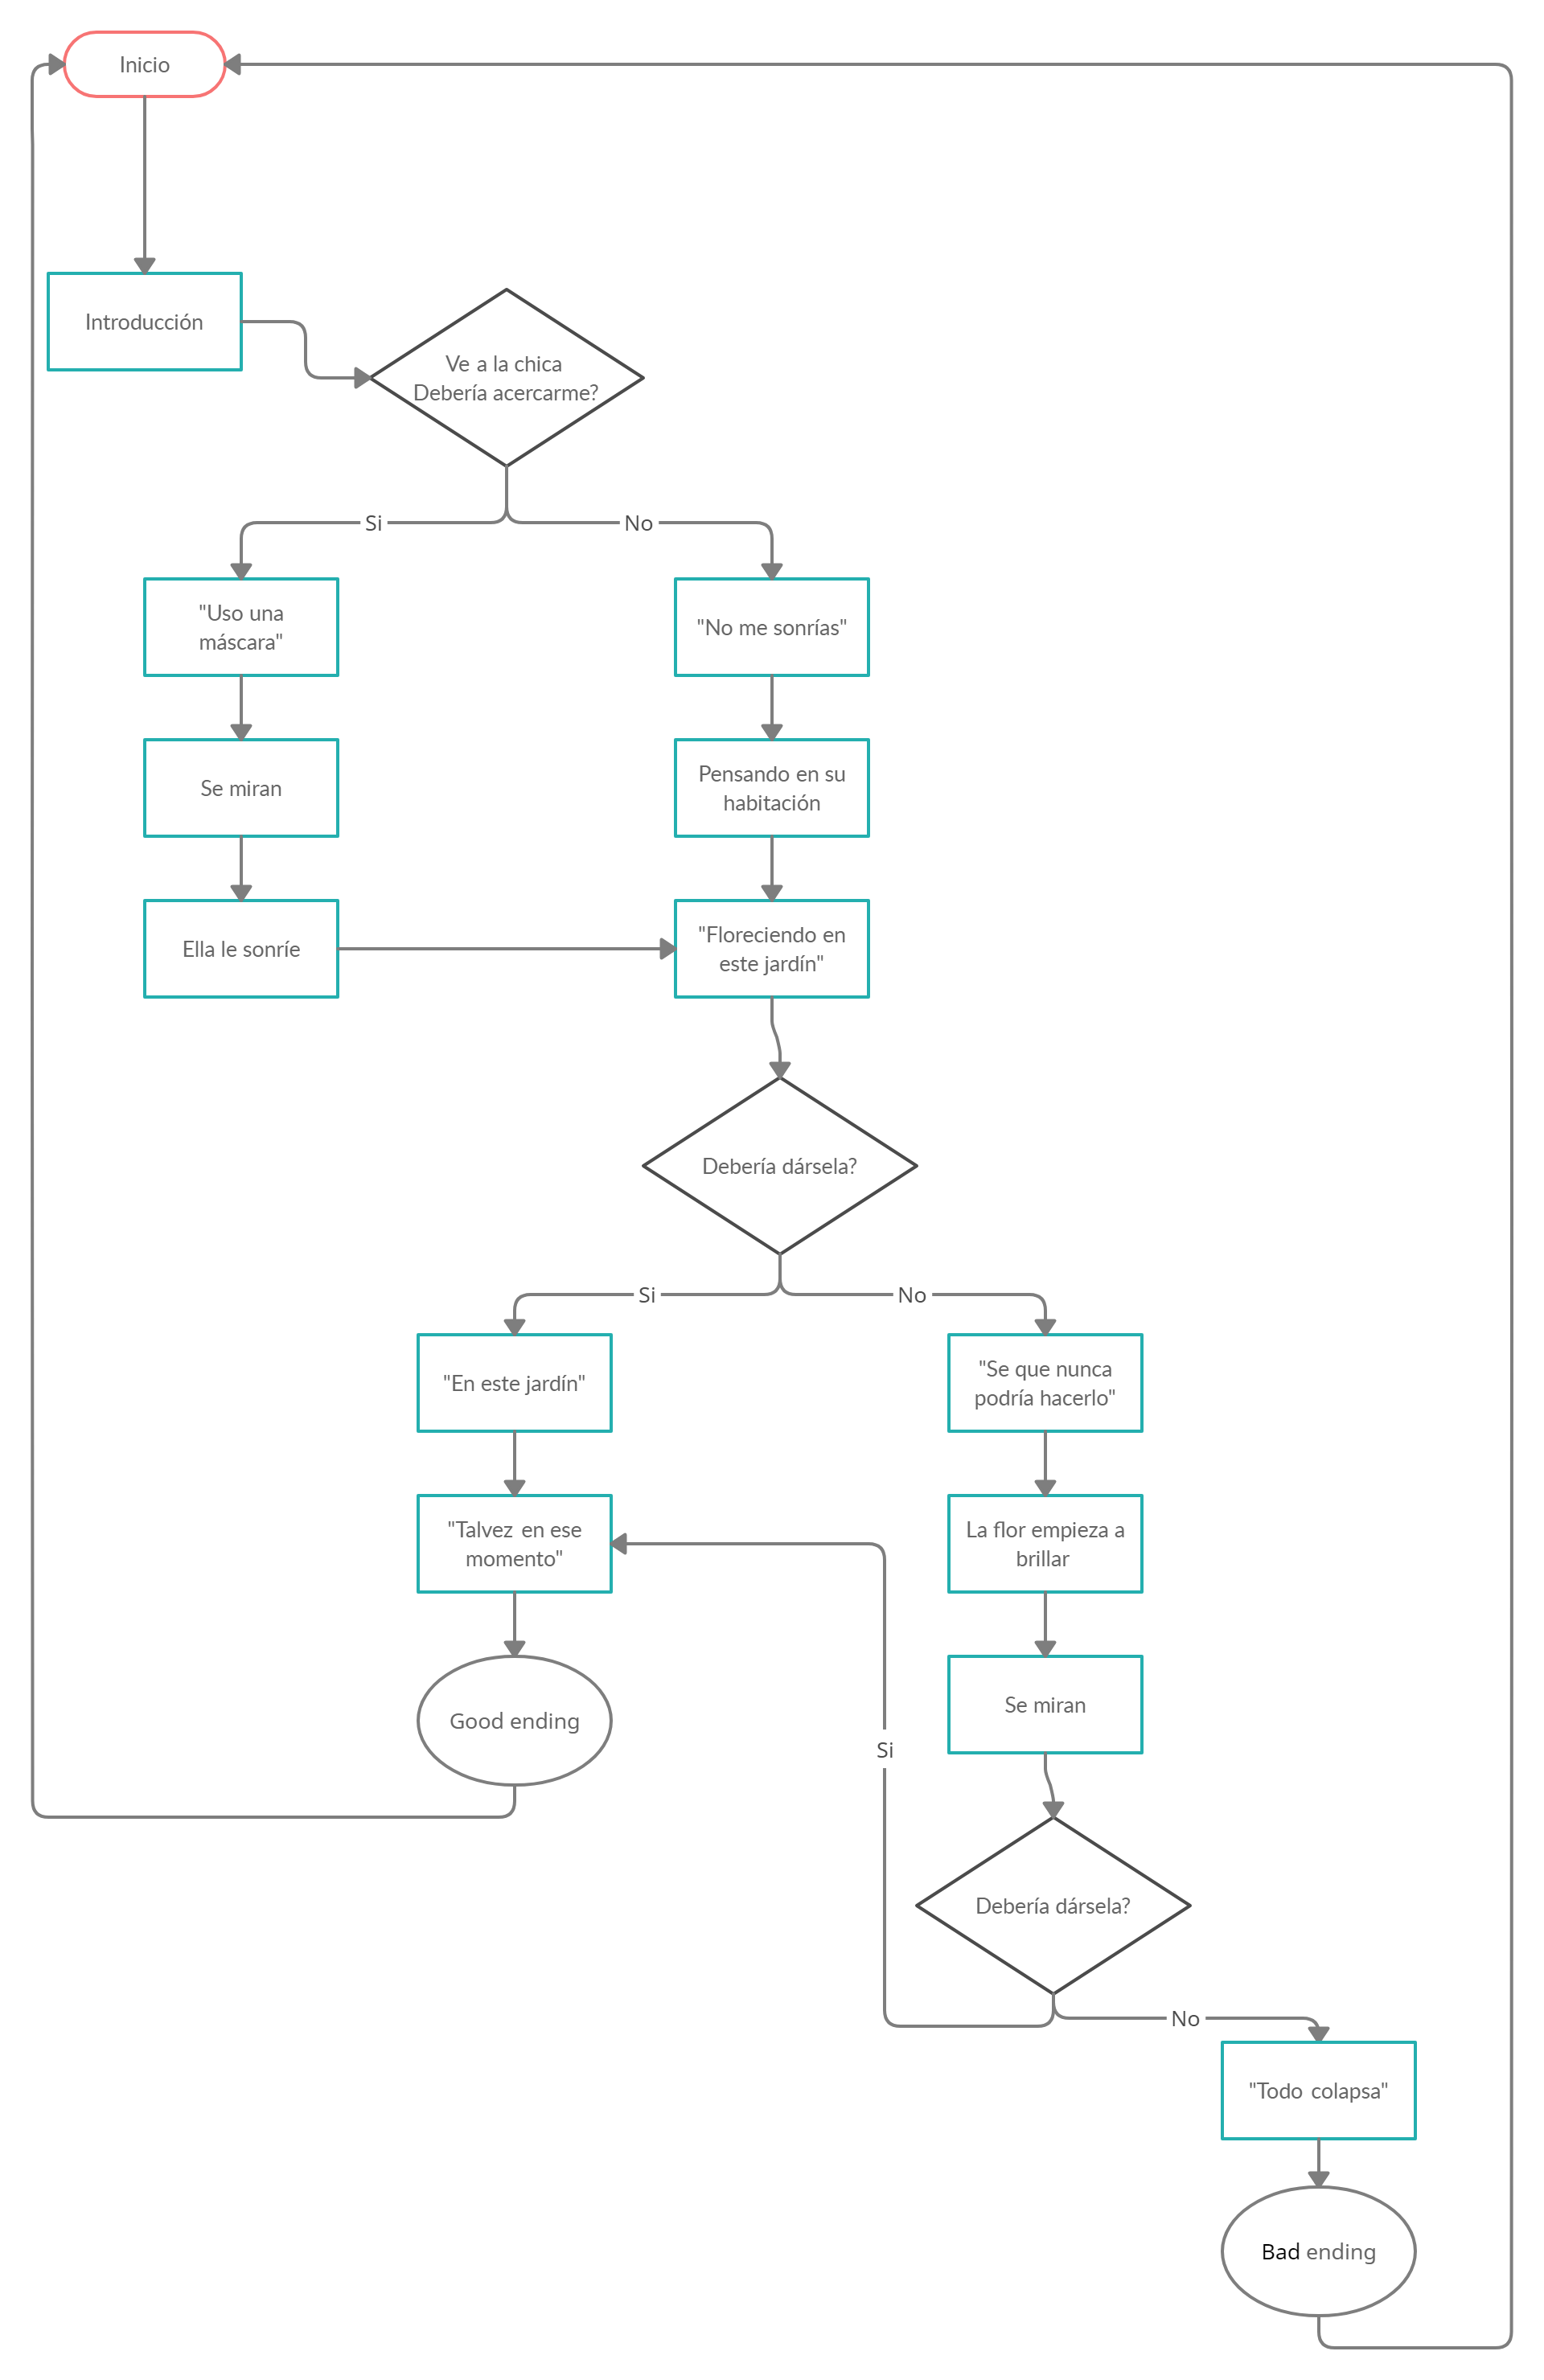 Inicio
Introducción
Ve a la chica
Debería acercarme?
Si
No
"Uso una
máscara"
"No me sonrías"
Se miran
Pensando en su
habitación
Ella le sonríe
"Floreciendo en
este jardín"
Debería dársela?
Si
No
"En este jardín"
"Se que nunca
podría hacerlo"
"Talvez en ese
momento"
La flor empieza a
brillar
Good ending
Se miran
Si
Debería dársela?
No
"Todo colapsa"
Bad ending